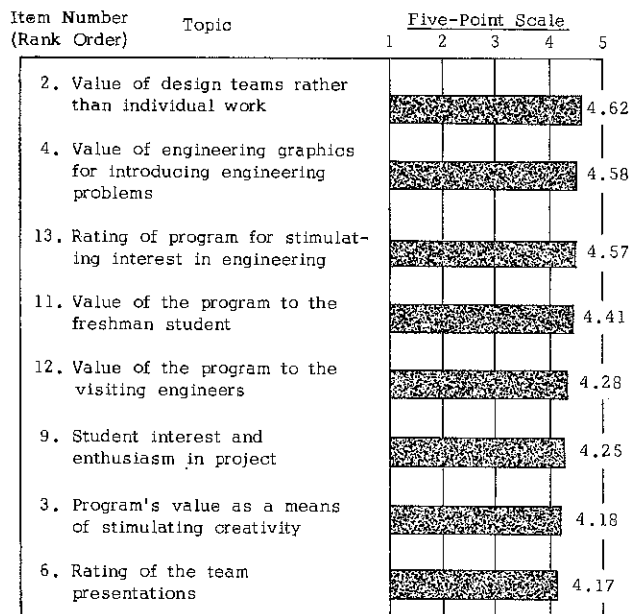 Item Number
(Rank Order)
Topic
Five-Point Scale
1 2 3 4 5
2. Value of design teams rather
than individual work
4.62
4. Value of engineering graphics
for introducing engineering
problems
4.58
13. Rating of program for stimulat-
ing interest in engineering
4.57
11. Value of the program to the
freshman student
4.41
12. Value of the program to the
visiting engineers
4.28
9. Student interest and
enthusiasm in project
4.25
3. Program's value as a means
of stimulating creativity
4.18
6. Rating of the team
presentations
4.17